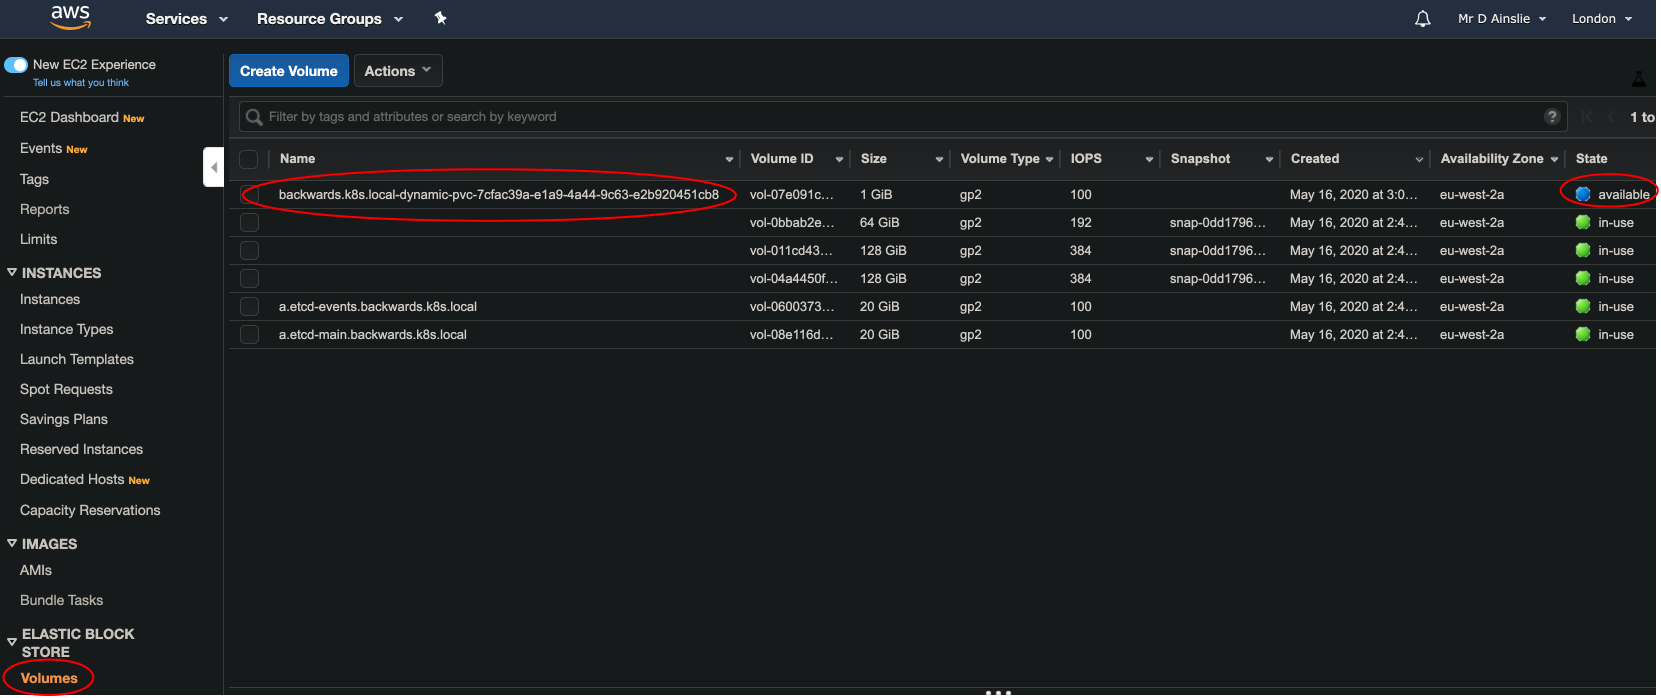 aws Services Resource Groups Mr D Ainslie London
New EC2 Experience
Tell us what you think
EC2 Dashboard New
Events New
Tags
Reports
Limits
INSTANCES
Instances
Instance Types
Launch Templates
Spot Requests
Savings Plans
Reserved Instances
Dedicated Hosts New
Capacity Reservations
IMAGES
AMIs
Bundle Tasks
ELASTIC BLOCK
STORE
Volumes
Create Volume Actions
Filter by tags and attributes or search by keyword ? 1 to
Name Volume ID Size Volume Type IOPS Snapshot Created Availability Zone State
backwards.k8s.local-dynamic-pvc-7cfac39a-e1a9-4a44-9c63-e2b920451cb8 vol-07e091c... 1 GiB gp2 100 May 16, 2020 at 3:0... eu-west-2a available
vol-0bbab2e... 64 GiB gp2 192 snap-0dd1796... May 16, 2020 at 2:4... eu-west-2a in-use
vol-011cd43... 128 GiB gp2 384 snap-0dd1796... May 16, 2020 at 2:4... eu-west-2a in-use
vol-04a4450f... 128 GiB gp2 384 snap-0dd1796... May 16, 2020 at 2:4... eu-west-2a in-use
a.etcd-events.backwards.k8s.local vol-0600373... 20 GiB gp2 100 May 16, 2020 at 2:4... eu-west-2a in-use
a.etcd-main.backwards.k8s.local vol-08e116d... 20 GiB gp2 100 May 16, 2020 at 2:4... eu-west-2a in-use